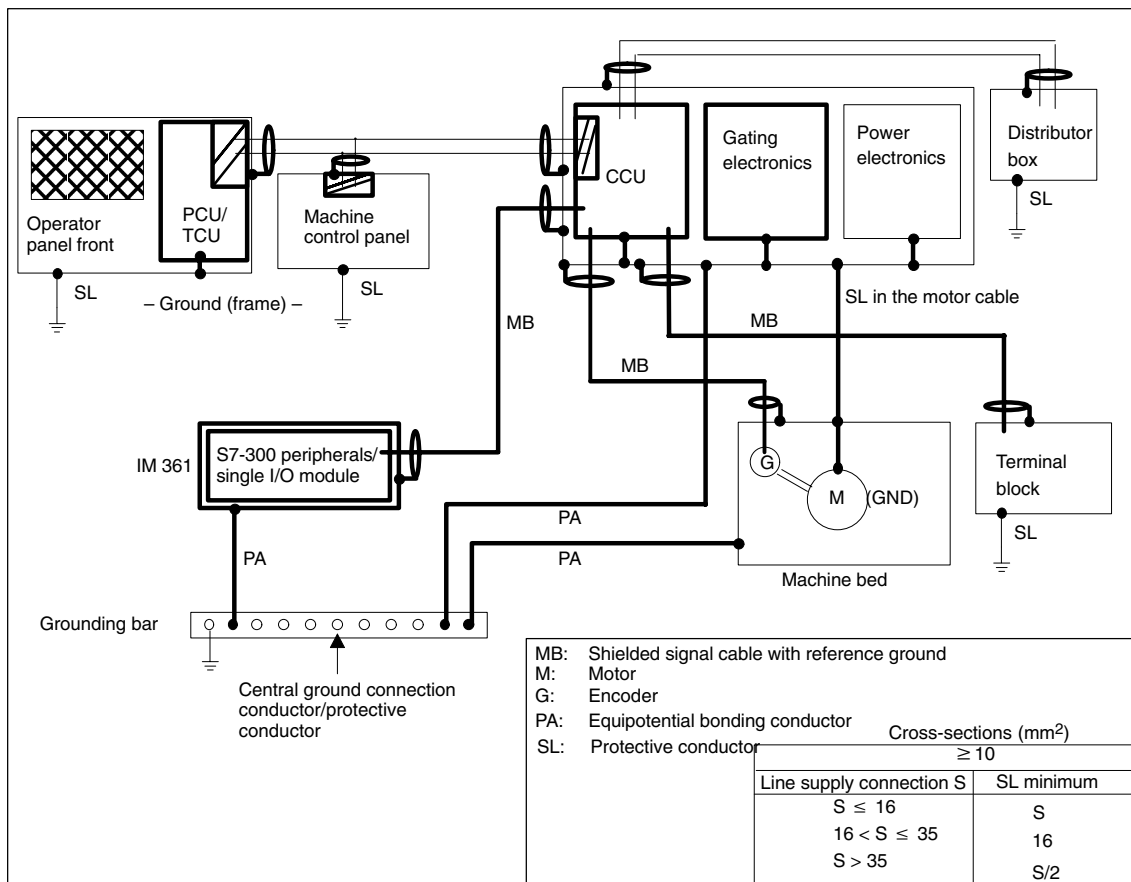 Distributor
box
SL
Gating
electronics
Power
electronics
CCU
Operator
panel front
PCU/
TCU
Machine
control panel
SL
– Ground (frame) –
SL
SL in the motor cable
MB
MB
MB
IM 361
S7-300 peripherals/
single I/O module
G
M
(GND)
Terminal
block
SL
PA
PA
PA
Machine bed
Grounding bar
Central ground connection
conductor/protective
conductor
MB: Shielded signal cable with reference ground
M: Motor
G: Encoder
PA: Equipotential bonding conductor
SL: Protective conductor
Cross-sections (mm²)
≥ 10
Line supply connection S SL minimum
S ≤ 16 S
16 < S ≤ 35 16
S > 35 S/2